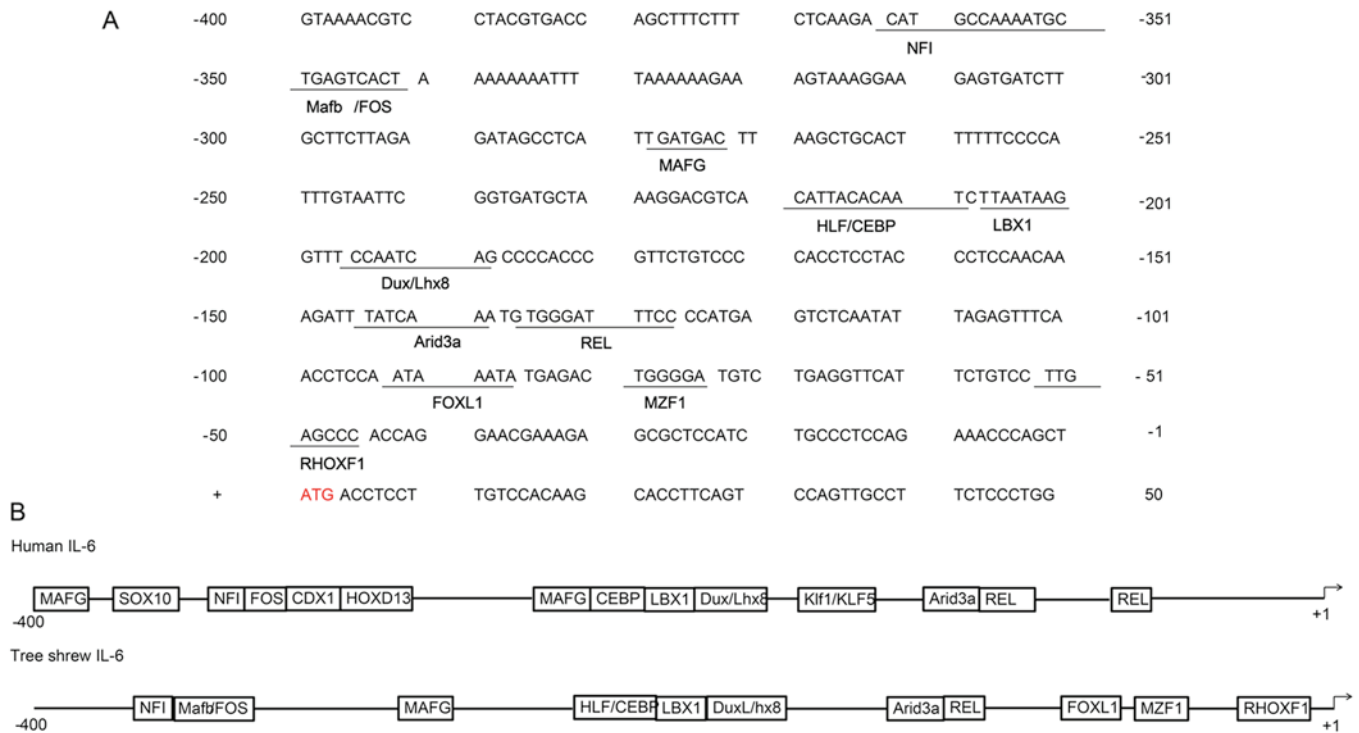 A
-400 GTAAAACGTC CTACGTGACC AGCTTTCTTT CTCAAGA CAT GCCAAAATGC -351
NFI
-350 TGAGTCACT A AAAAAAATTT TAAAAAAGAA AGTAAAGGAA GAGTGATCTT -301
Mafb /FOS
-300 GCTTCTTAGA GATAGCCTCA TT GATGAC TT AAGCTGCACT TTTTTCCCCA -251
MAFG
-250 TTTGTAATTC GGTGATGCTA AAGGACGTCA CATTACACAA TC TTAATAAG -201
HLF/CEBP LBX1
-200 GTTT CCAATC AG CCCCACCC GTTCTGTCCC CACCTCCTAC CCTCCAACAA -151
Dux/Lhx8
-150 AGATT TATCA AA TG TGGGAT TTCC CCATGA GTCTCAATAT TAGAGTTTCA -101
Arid3a REL
-100 ACCTCCA ATA AATA TGAGAC TGGGGA TGTC TGAGGTTCAT TCTGTCC TTG - 51
FOXL1 MZF1
-50 AGCCC ACCAG GAACGAAAGA GCGCTCCATC TGCCCTCCAG AAACCCAGCT -1
RHOXF1
+ ATG ACCTCCT TGTCCACAAG CACCTTCAGT CCAGTTGCCT TCTCCCTGG 50
B
Human IL-6
MAFG SOX10 NFI FOS CDX1 HOXD13 MAFG CEBP LBX1 Dux/Lhx8 Klf1/KLF5 Arid3a REL REL
-400 +1
Tree shrew IL-6
NFI Mafb/FOS MAFG HLF/CEBP LBX1 DuxL/hx8 Arid3a REL FOXL1 MZF1 RHOXF1
-400 +1